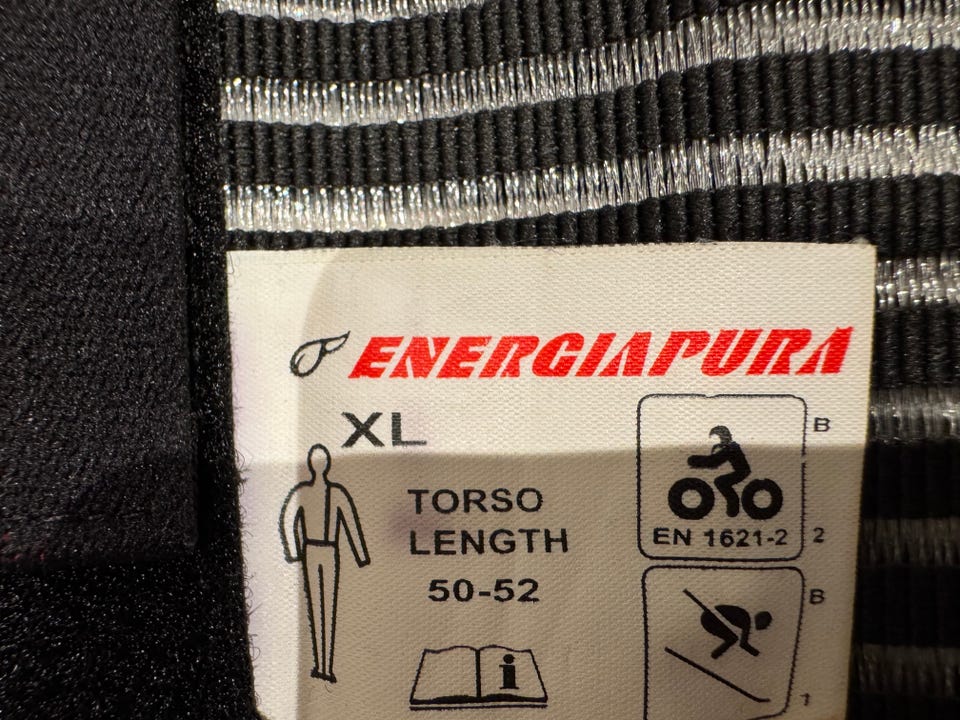 ENERGIAPURA
XL
TORSO
LENGTH
50-52
i
B
EN 1621-2 2
B
1